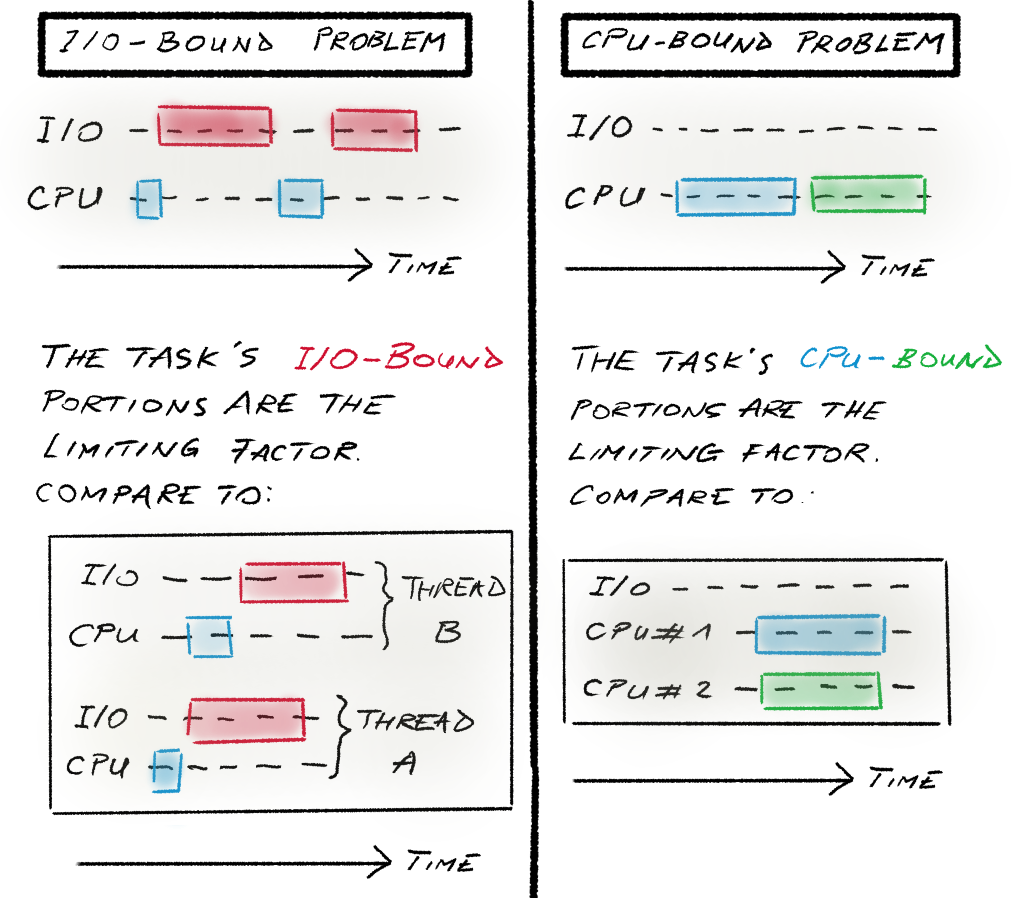 I/O-BOUND PROBLEM
I/O
CPU
TIME
THE TASK'S I/O-BOUND
PORTIONS ARE THE
LIMITING FACTOR.
COMPARE TO:
I/O
CPU
THREAD
B
I/O
CPU
THREAD
A
TIME
CPU-BOUND PROBLEM
I/O
CPU
TIME
THE TASK'S CPU-BOUND
PORTIONS ARE THE
LIMITING FACTOR.
COMPARE TO:
I/O
CPU#1
CPU#2
TIME